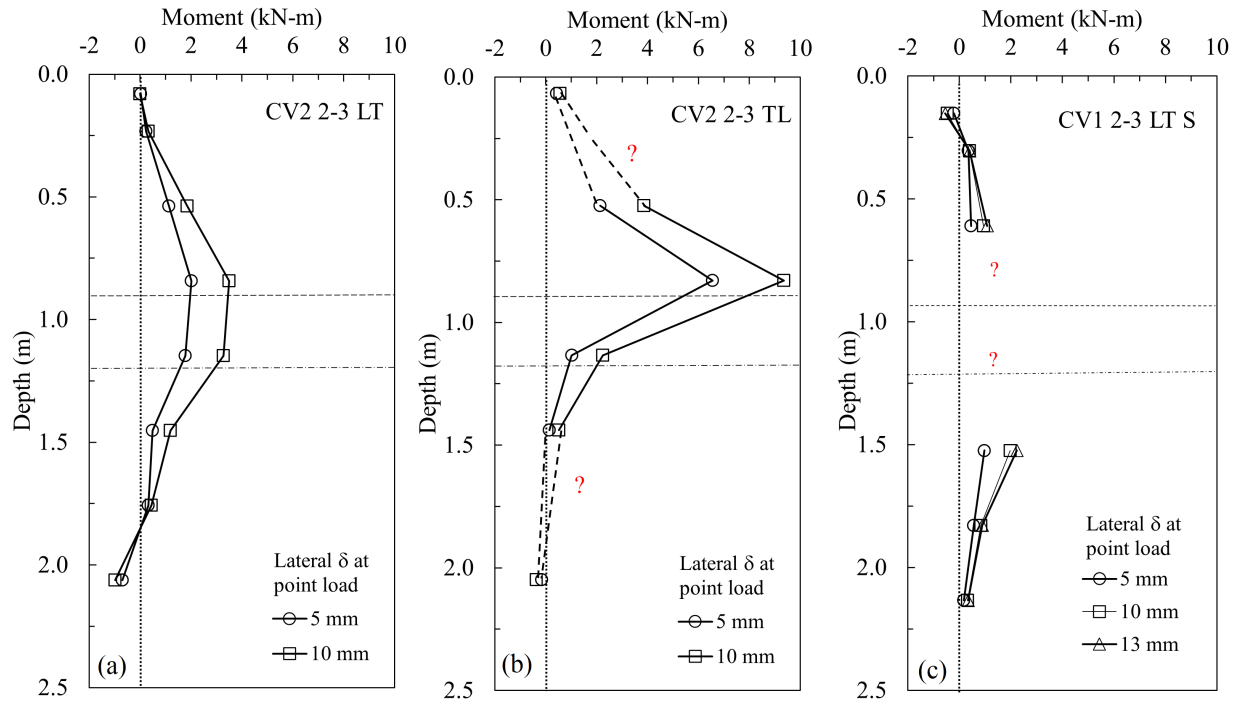 Moment (kN-m)
-2 0 2 4 6 8 10
0.0
0.5
1.0
1.5
2.0
2.5
Depth (m)
CV2 2-3 LT
Lateral δ at
point load
5 mm
10 mm
(a)
Moment (kN-m)
-2 0 2 4 6 8 10
0.0
0.5
1.0
1.5
2.0
2.5
Depth (m)
CV2 2-3 TL
?
?
Lateral δ at
point load
5 mm
10 mm
(b)
Moment (kN-m)
-2 0 2 4 6 8 10
0.0
0.5
1.0
1.5
2.0
2.5
Depth (m)
CV1 2-3 LT S
?
?
Lateral δ at
point load
5 mm
10 mm
13 mm
(c)